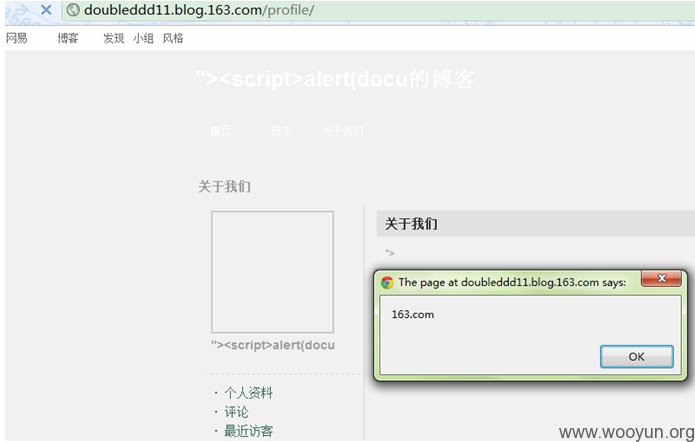 doubleddd11.blog.163.com/profile/
网易 博客 发现 小组 风格
"><script>alert(docu的博客
首页 日志 关于我们
关于我们
关于我们
">
The page at doubleddd11.blog.163.com says:
163.com
OK
"><script>alert(docu
· 个人资料
· 评论
· 最近访客
www.wooyun.org